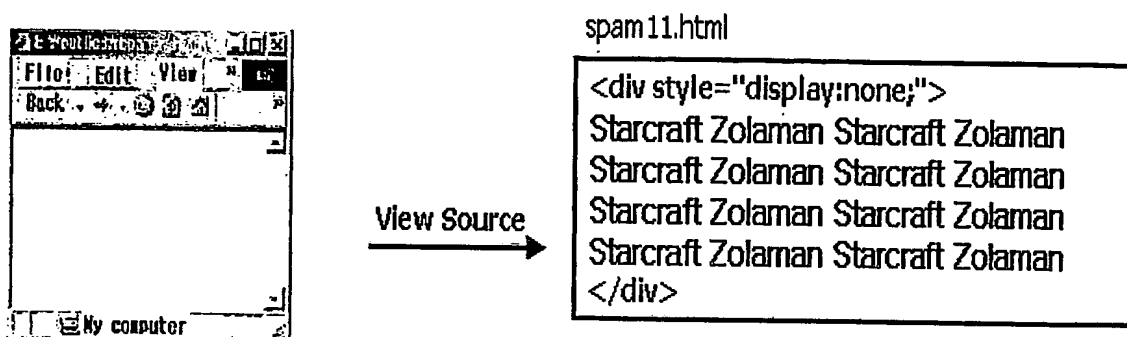 spam11.html
File Edit View »
Back »
My computer
View Source
<div style="display:none;">
Starcraft Zolaman Starcraft Zolaman
Starcraft Zolaman Starcraft Zolaman
Starcraft Zolaman Starcraft Zolaman
Starcraft Zolaman Starcraft Zolaman
</div>